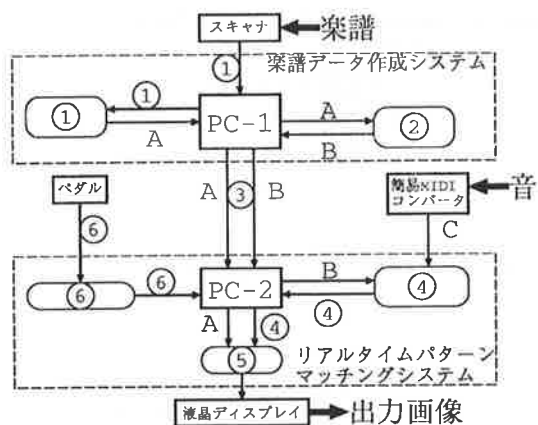 スキャナ
楽譜
①
楽譜データ作成システム
①
①
A
PC-1
A
②
B
A
③
B
ペダル
簡易MIDI
コンバータ
音
⑥
C
⑥
⑥
PC-2
B
④
④
A
④
⑤
リアルタイムパターン
マッチングシステム
液晶ディスプレイ
出力画像